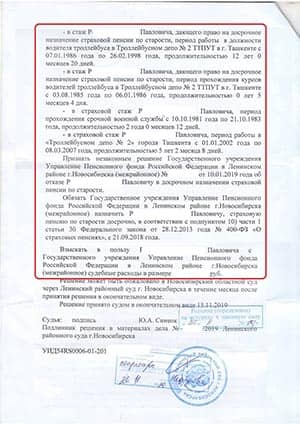 - в стаж Р Павловича, дающего право на досрочное
назначение страховой пенсии по старости, период работы в должности
водителя троллейбуса в Троллейбусном депо № 2 ТТПУТ в г. Ташкенте с
07.01.1986 года по 26.02.1998 года, продолжительностью 12 лет 0
месяцев 20 дней.
- в стаж Р Павловича, дающего право на досрочное
назначение страховой пенсии по старости, период прохождения курсов
водителей троллейбуса в Троллейбусном депо № 2 ТТПУТ в г. Ташкенте с
03.08.1985 года по 06.01.1986 года, продолжительностью 0 лет 5
месяцев 4 дня.
- в страховой стаж Р Павловича, период
прохождения срочной военной службы с 10.10.1981 года по 21.10.1983
года, продолжительностью 2 года 0 месяцев 12 дней.
- в страховой стаж Р Павловича, период работы в
«Троллейбусном депо № 2» города Ташкента с 01.01.2002 года по
08.03.2007 года, продолжительностью 5 лет 2 месяца 8 дней.
Признать незаконным решение Государственного учреждения
Управление Пенсионного фонда Российской Федерации в Ленинском
районе г.Новосибирска (межрайонное) № от 10.01.2019 года об
отказе Р Павловичу в досрочном назначении страховой
пенсии по старости.
Обязать Государственное учреждение Управление Пенсионного
фонда Российской Федерации в Ленинском районе г.Новосибирска
(межрайонное) назначить Р Павловичу, страховую
пенсию по старости досрочно, в соответствии с подпунктом 10) части 1
статьи 30 Федерального закона от 28.12.2013 года № 400-ФЗ «О
страховых пенсиях», с 21.09.2018 года.
Взыскать в пользу Павловича с
Государственного учреждения Управление Пенсионного фонда
Российской Федерации в Ленинском районе г.Новосибирска
(межрайонное) судебные расходы в размере руб.
Решение может быть обжаловано в Новосибирский областной суд
через Ленинский районный суд г. Новосибирска в течение месяца после
принятия решения в окончательном виде.
Решение принято судом в окончательном виде 15.11.2019
Судья: подпись Ю.А. Синеок
Подлинник решения в материалах дела № /2019 Ленинского
районного суда г. Новосибирска
УИД54RS0006-01-201